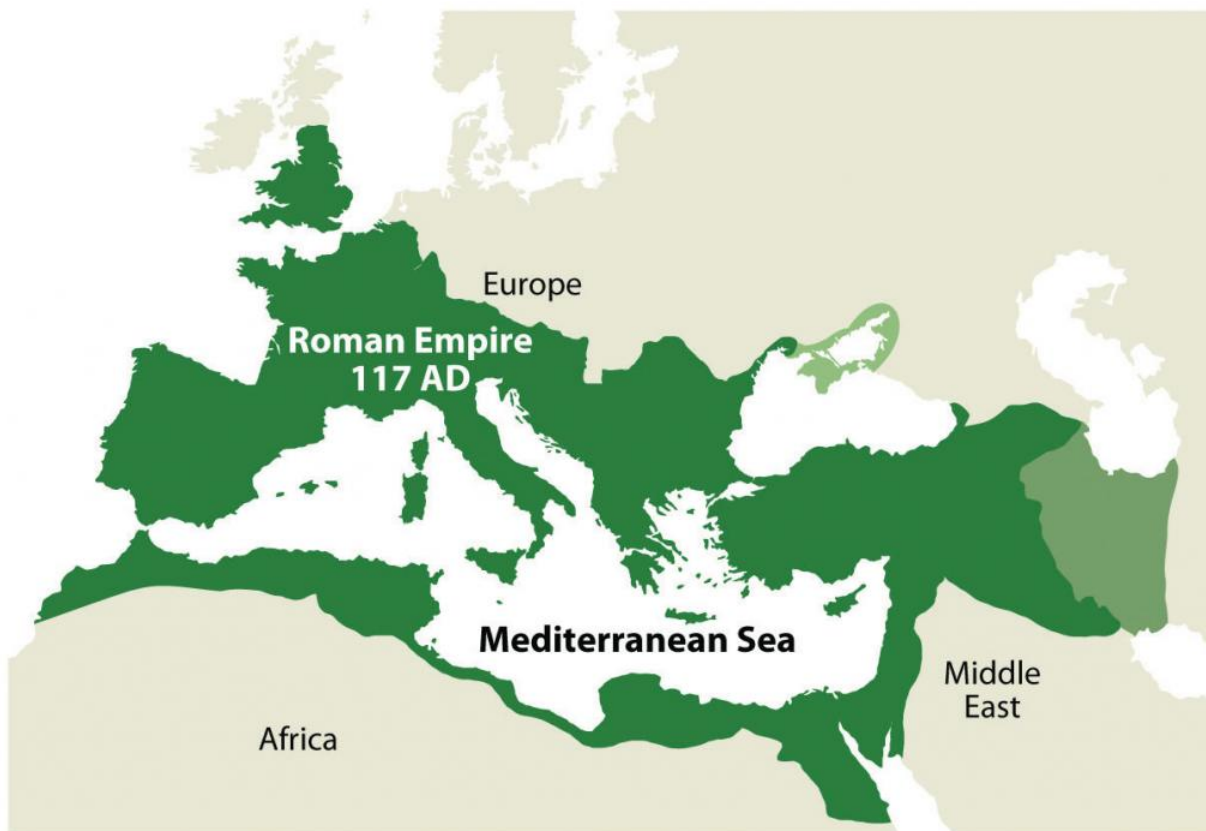 Europe
Roman Empire
117 AD
Mediterranean Sea
Middle
East
Africa